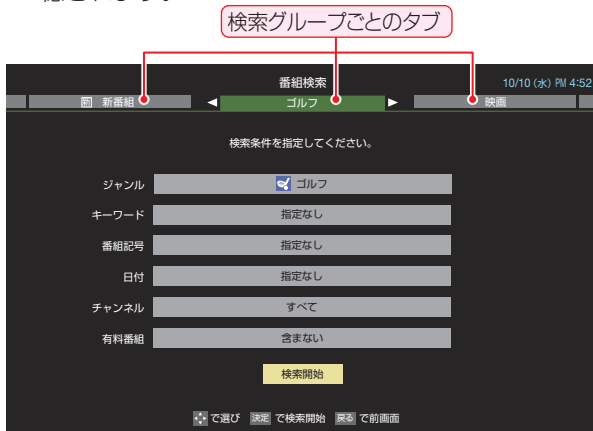 検索グループごとのタブ
番組検索 10/10 (水) PM 4:52
新 新番組 ゴルフ 映画
検索条件を指定してください。
ジャンル ゴルフ
キーワード 指定なし
番組記号 指定なし
日付 指定なし
チャンネル すべて
有料番組 含まない
検索開始
で選び 決定 で検索開始 戻る で前画面